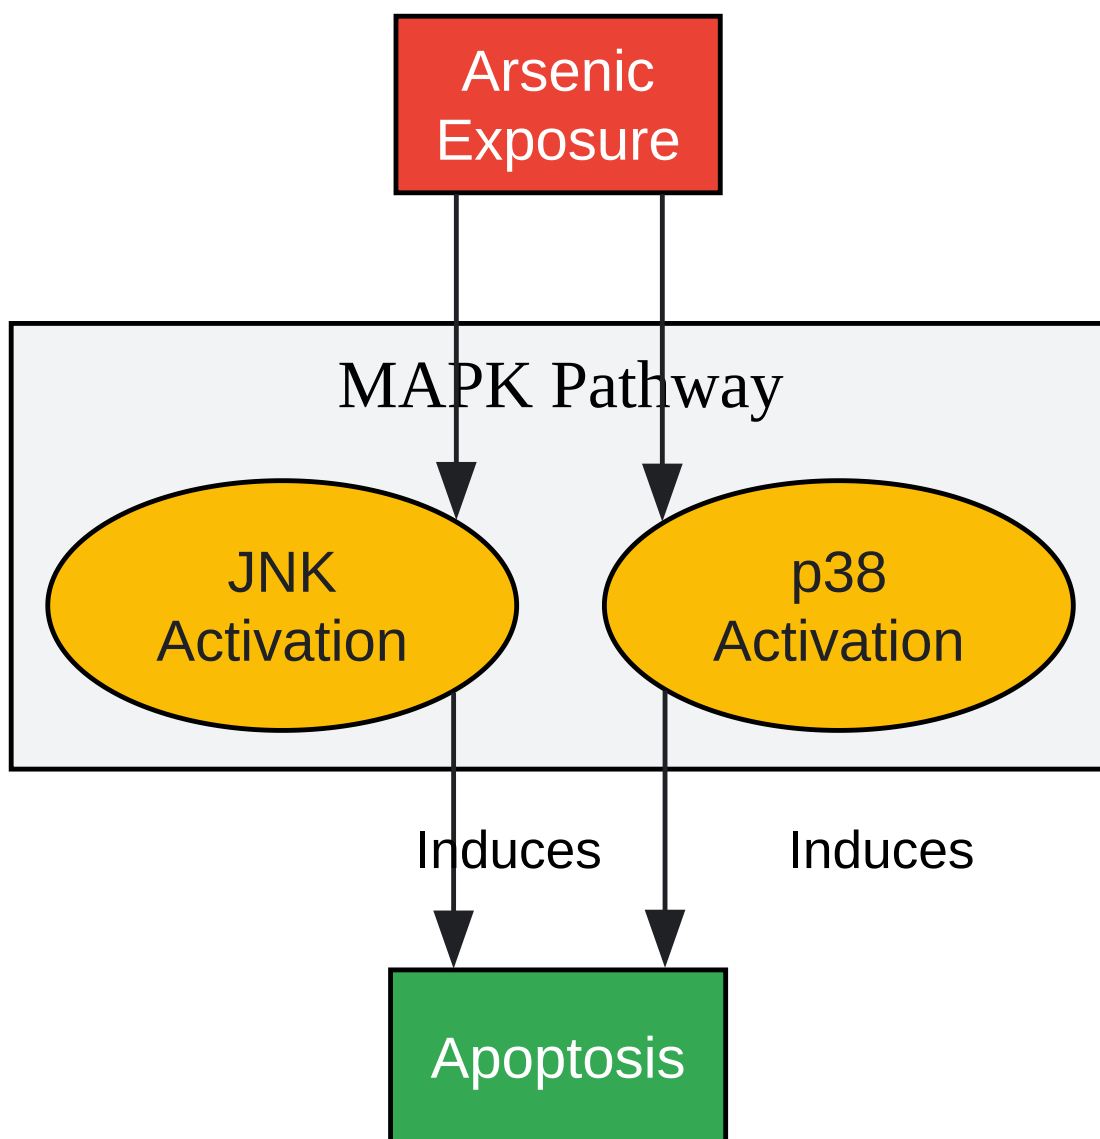 Arsenic
Exposure
MAPK Pathway
JNK
Activation
p38
Activation
Induces
Induces
Apoptosis